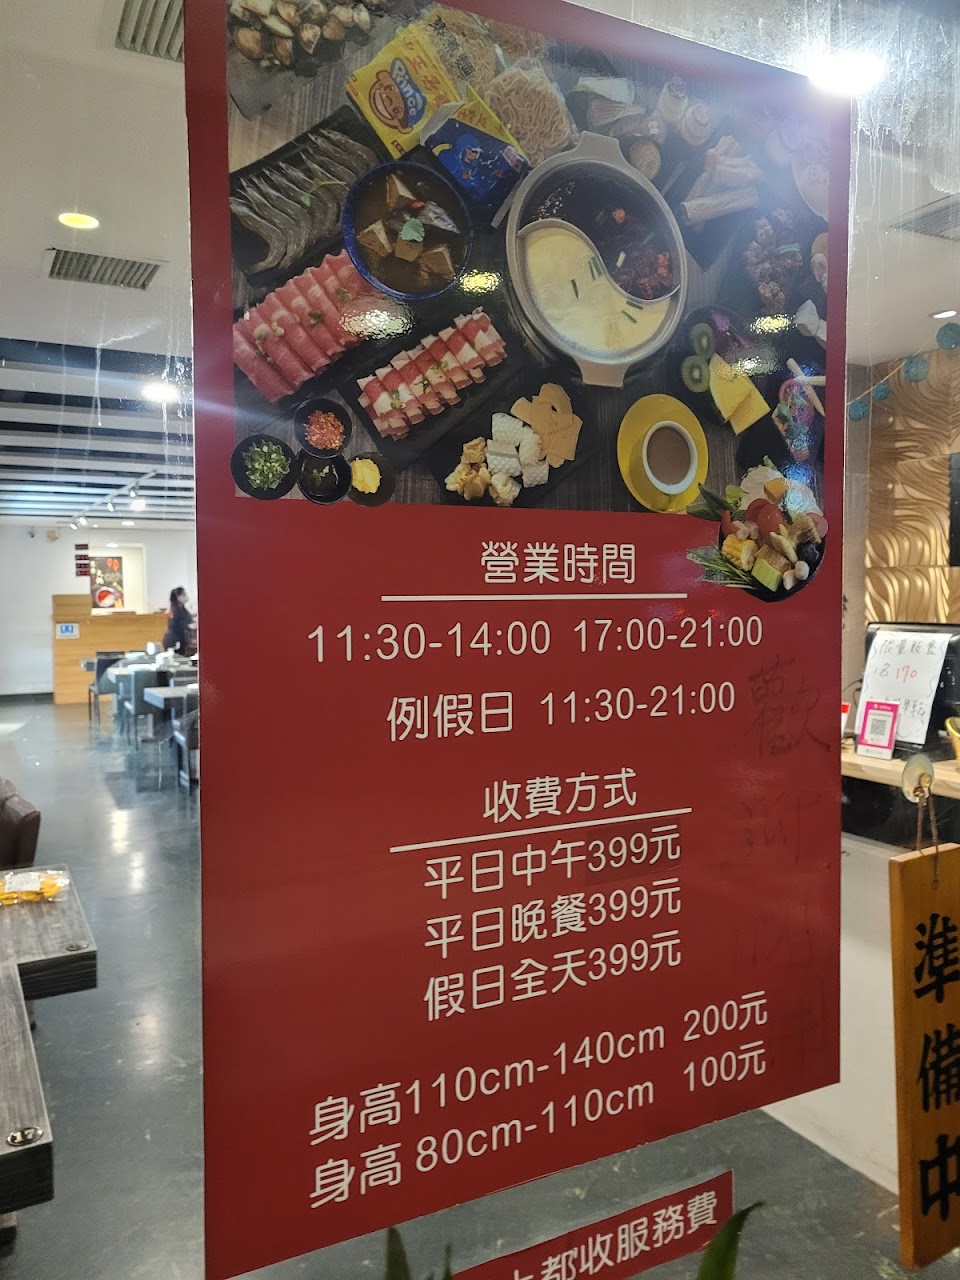 營業時間
11:30-14:00 17:00-21:00
例假日 11:30-21:00
收費方式
平日中午399元
平日晚餐399元
假日全天399元
身高110cm-140cm 200元
身高 80cm-110cm 100元
都收服務費
準備中
170
17